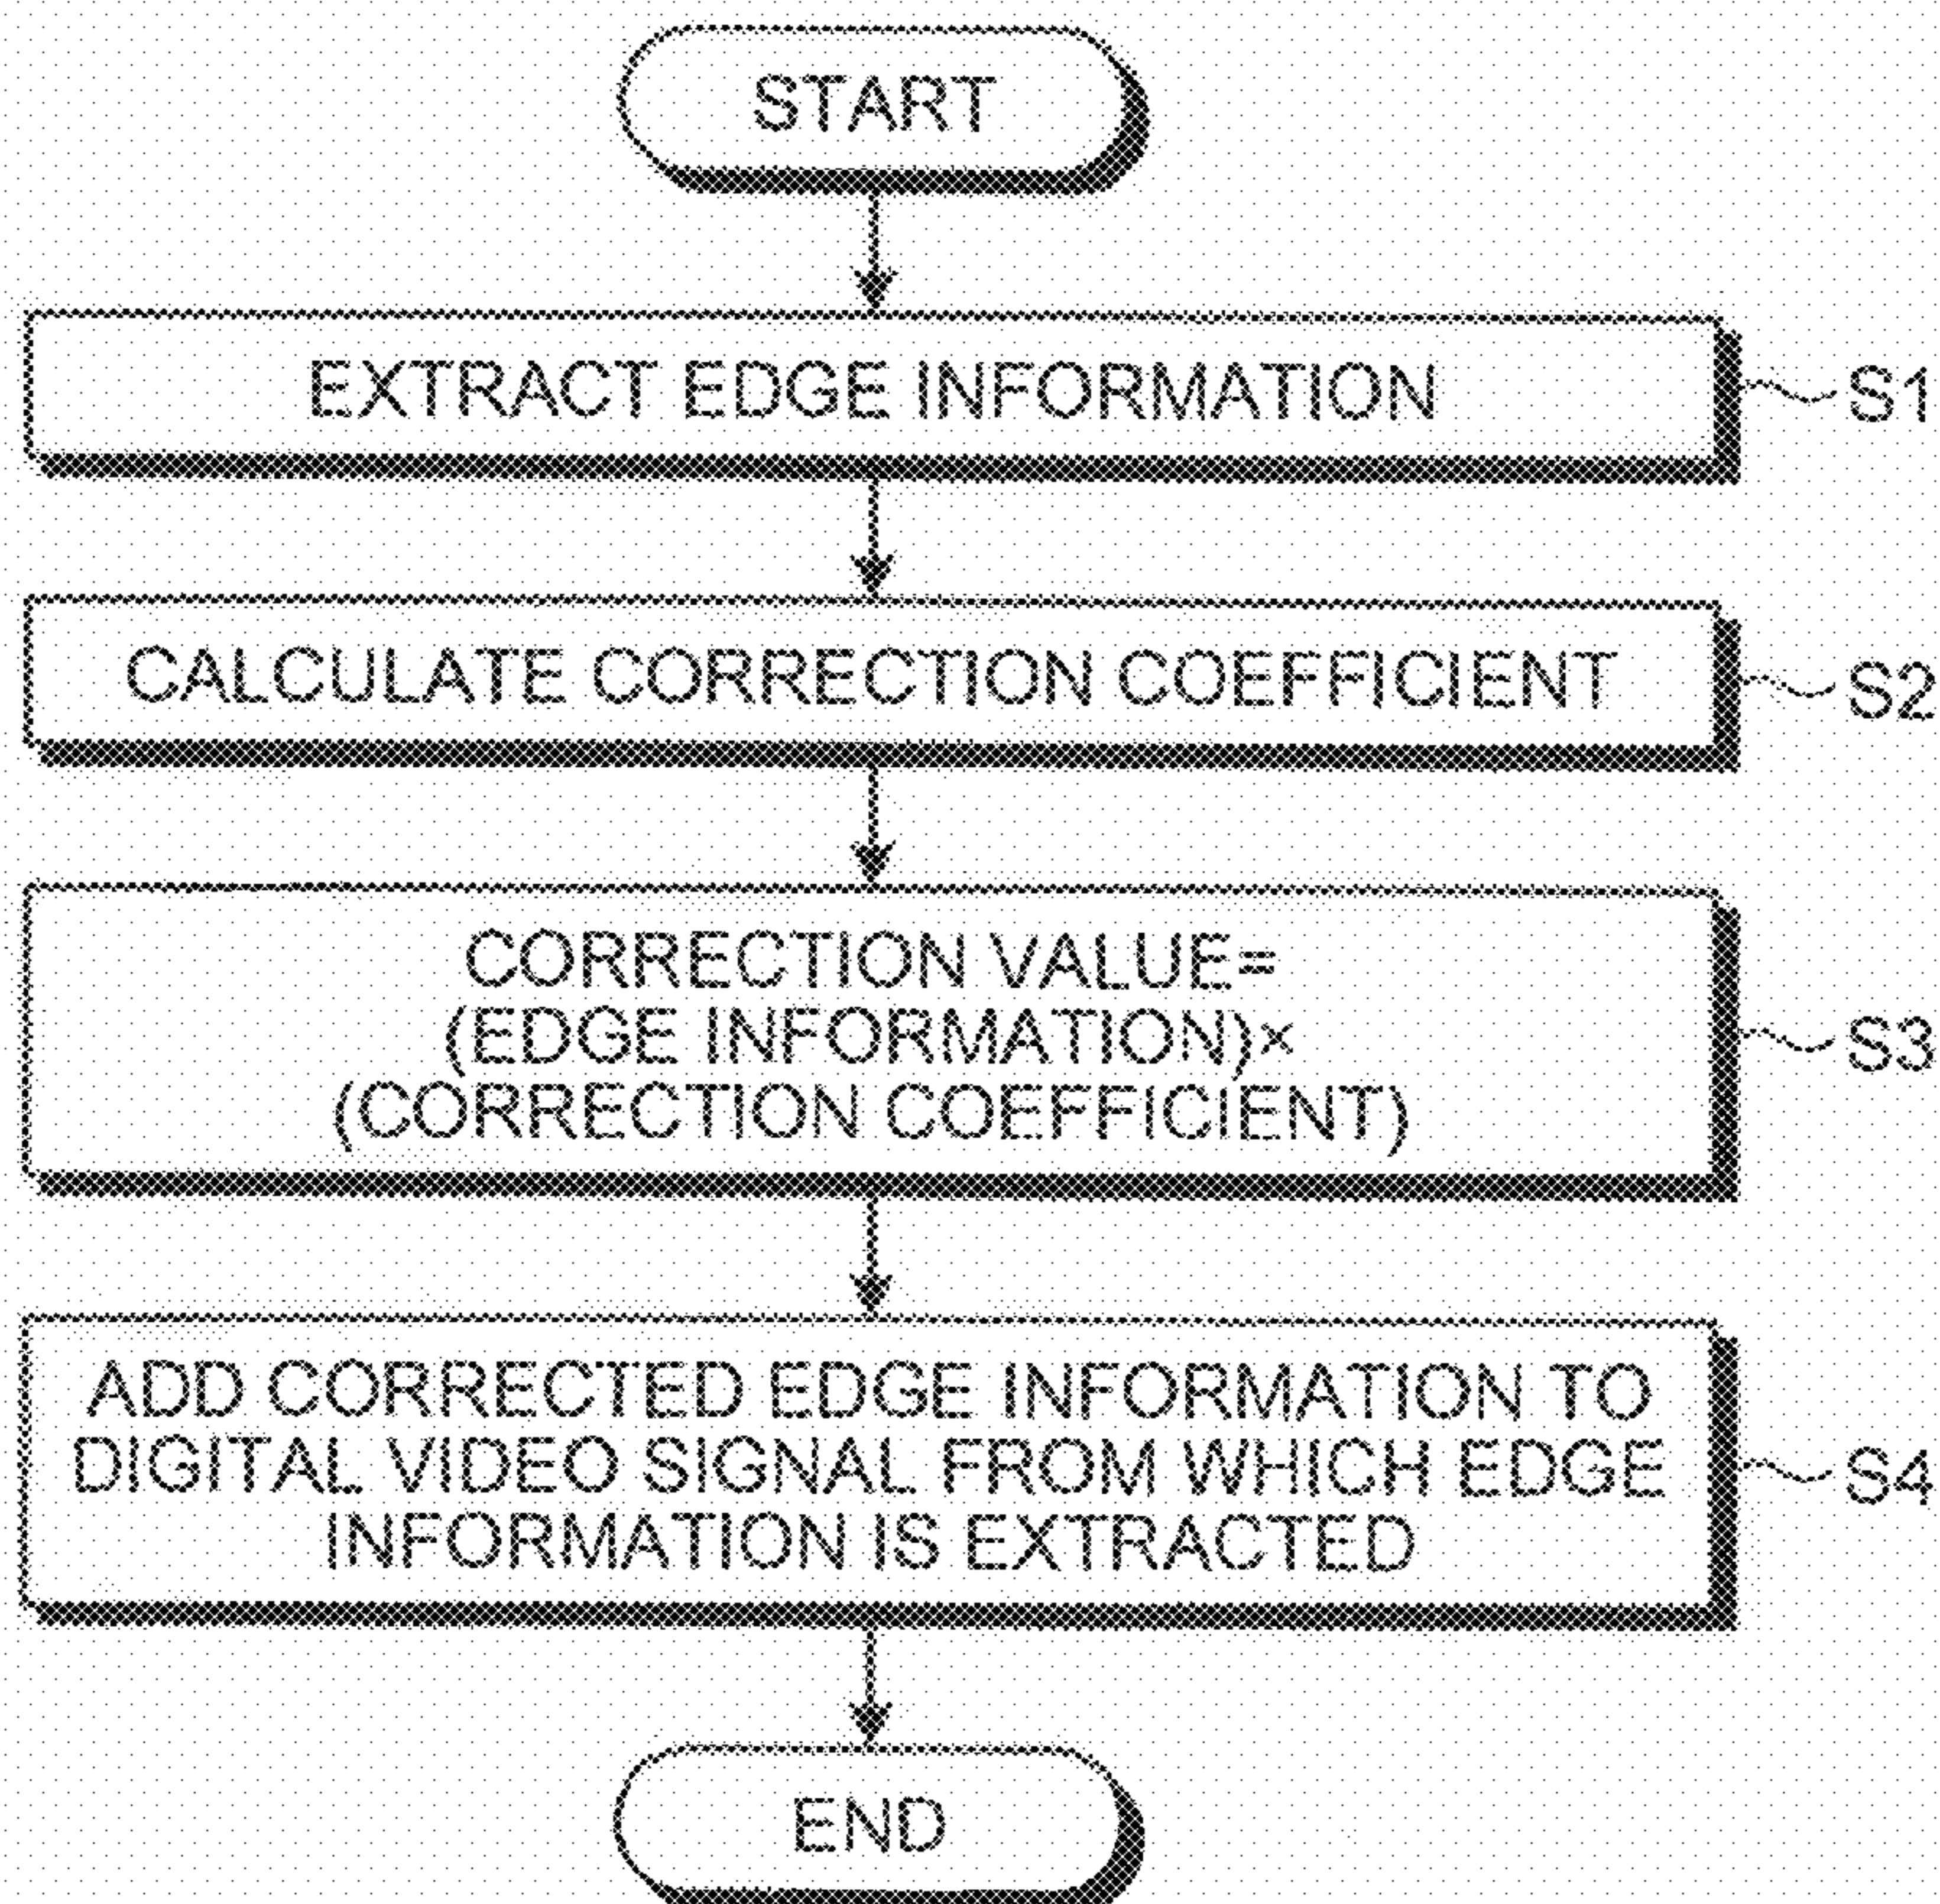 START
EXTRACT EDGE INFORMATION
S1
CALCULATE CORRECTION COEFFICIENT
S2
CORRECTION VALUE=
(EDGE INFORMATION)×
(CORRECTION COEFFICIENT)
S3
ADD CORRECTED EDGE INFORMATION TO
DIGITAL VIDEO SIGNAL FROM WHICH EDGE
INFORMATION IS EXTRACTED
S4
END